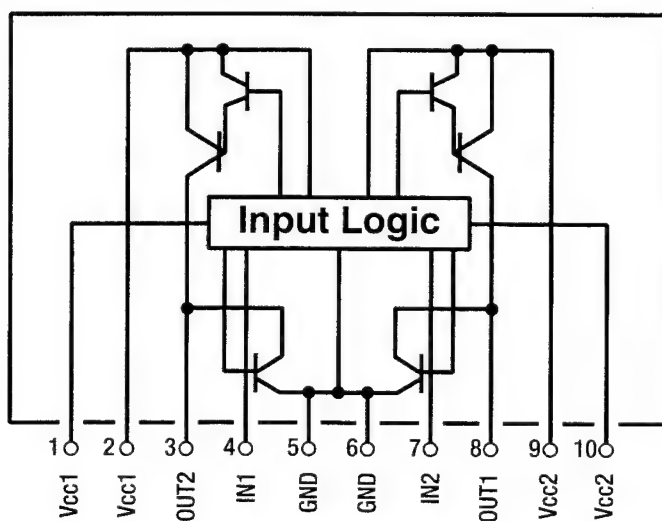 Input Logic
1 2 3 4 5 6 7 8 9 10
Vcc1
Vcc1
OUT2
IN1
GND
GND
IN2
OUT1
Vcc2
Vcc2